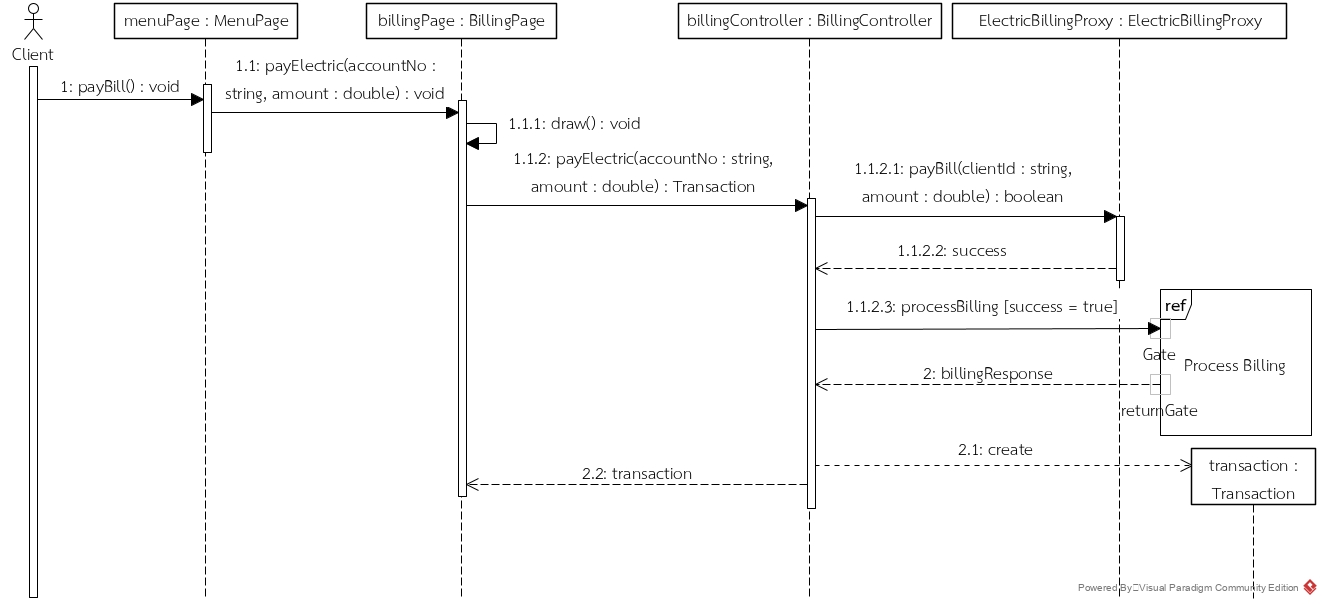 menuPage : MenuPage
billingPage : BillingPage
billingController : BillingController
ElectricBillingProxy : ElectricBillingProxy
Client
1: payBill() : void
1.1: payElectric(accountNo :
string, amount : double) : void
1.1.1: draw() : void
1.1.2: payElectric(accountNo : string,
amount : double) : Transaction
1.1.2.1: payBill(clientId : string,
amount : double) : boolean
1.1.2.2: success
1.1.2.3: processBilling [success = true]
ref
Gate
Process Billing
2: billingResponse
returnGate
2.1: create
transaction :
Transaction
2.2: transaction
Powered By Visual Paradigm Community Edition